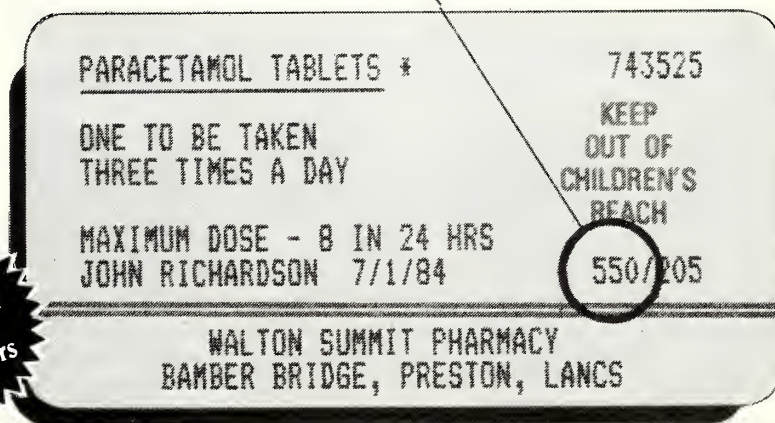 PARACETAMOL TABLETS * 743525
KEEP
OUT OF
CHILDREN'S
REACH
ONE TO BE TAKEN
THREE TIMES A DAY
MAXIMUM DOSE - 8 IN 24 HRS
JOHN RICHARDSON 7/1/84 550/205
WALTON SUMMIT PHARMACY
BAMBER BRIDGE, PRESTON, LANCS